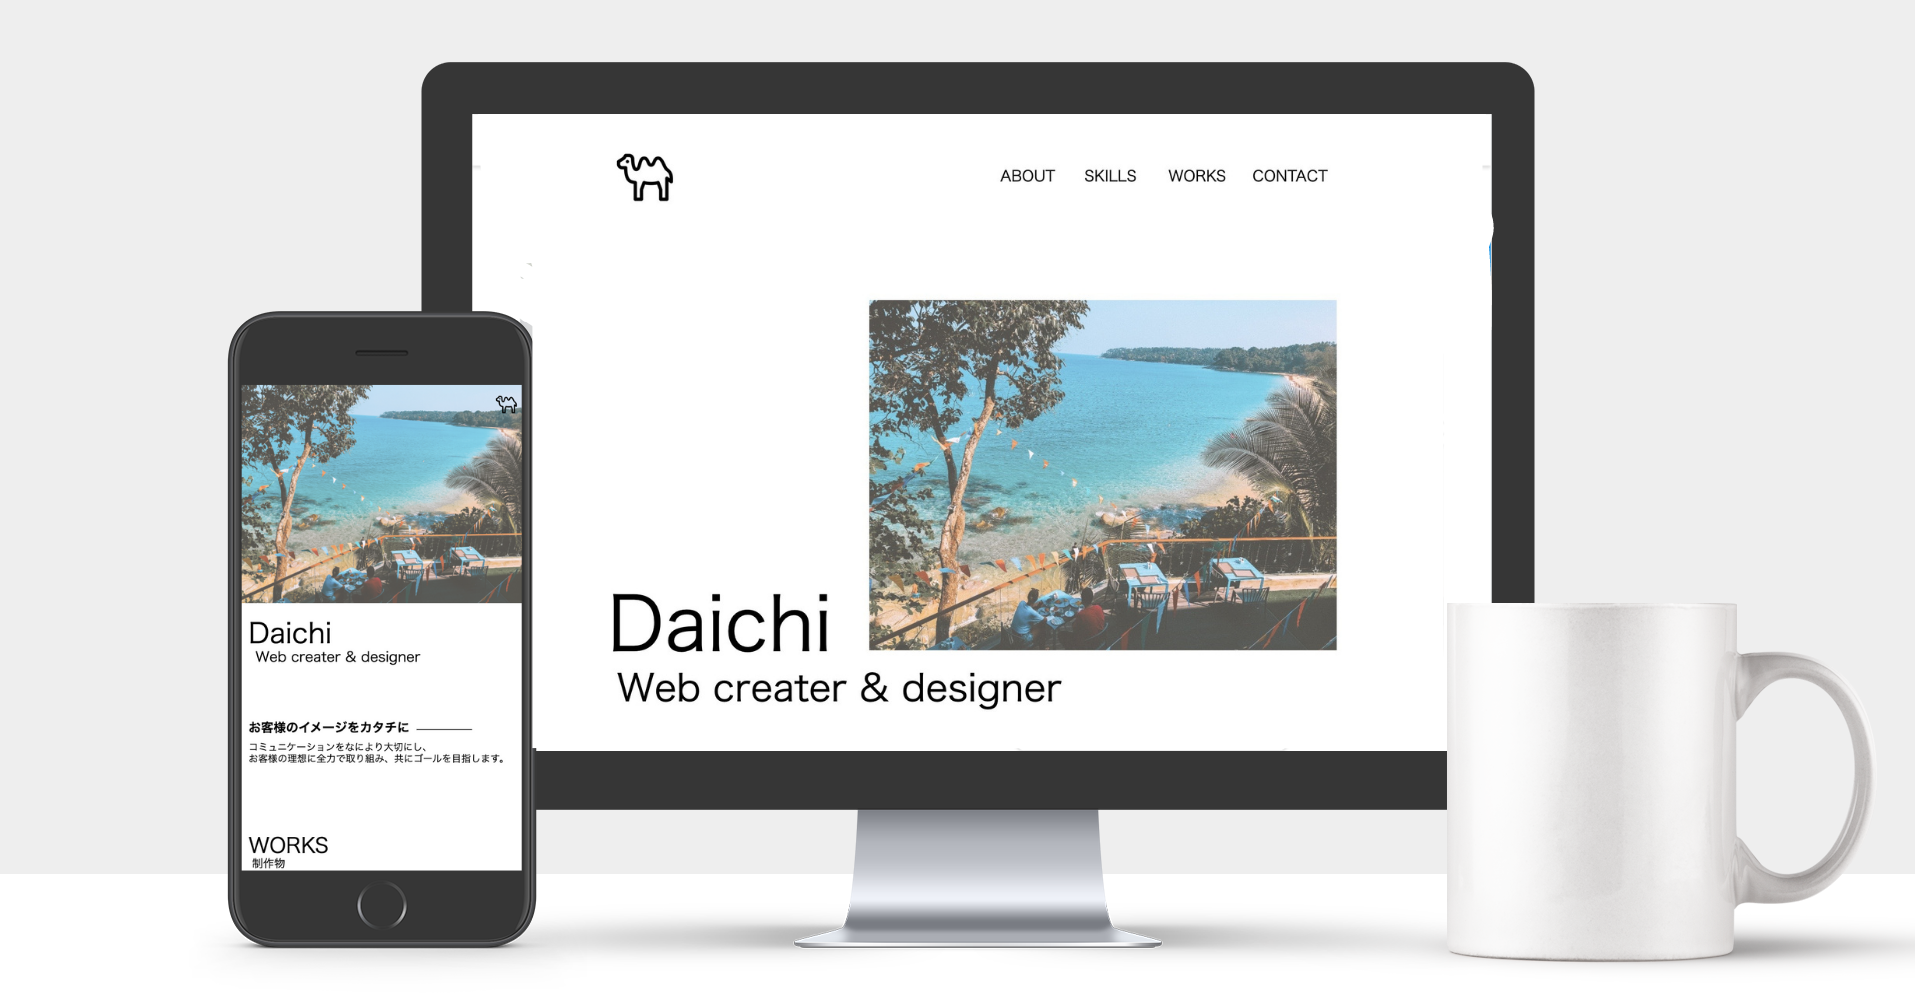 ABOUT SKILLS WORKS CONTACT
Daichi
Web creater & designer
Daichi
Web creater & designer
お客様のイメージをカタチに
コミュニケーションをなにより大切にし、
お客様の理想に全力で取り組み、共にゴールを目指します。
WORKS
制作物